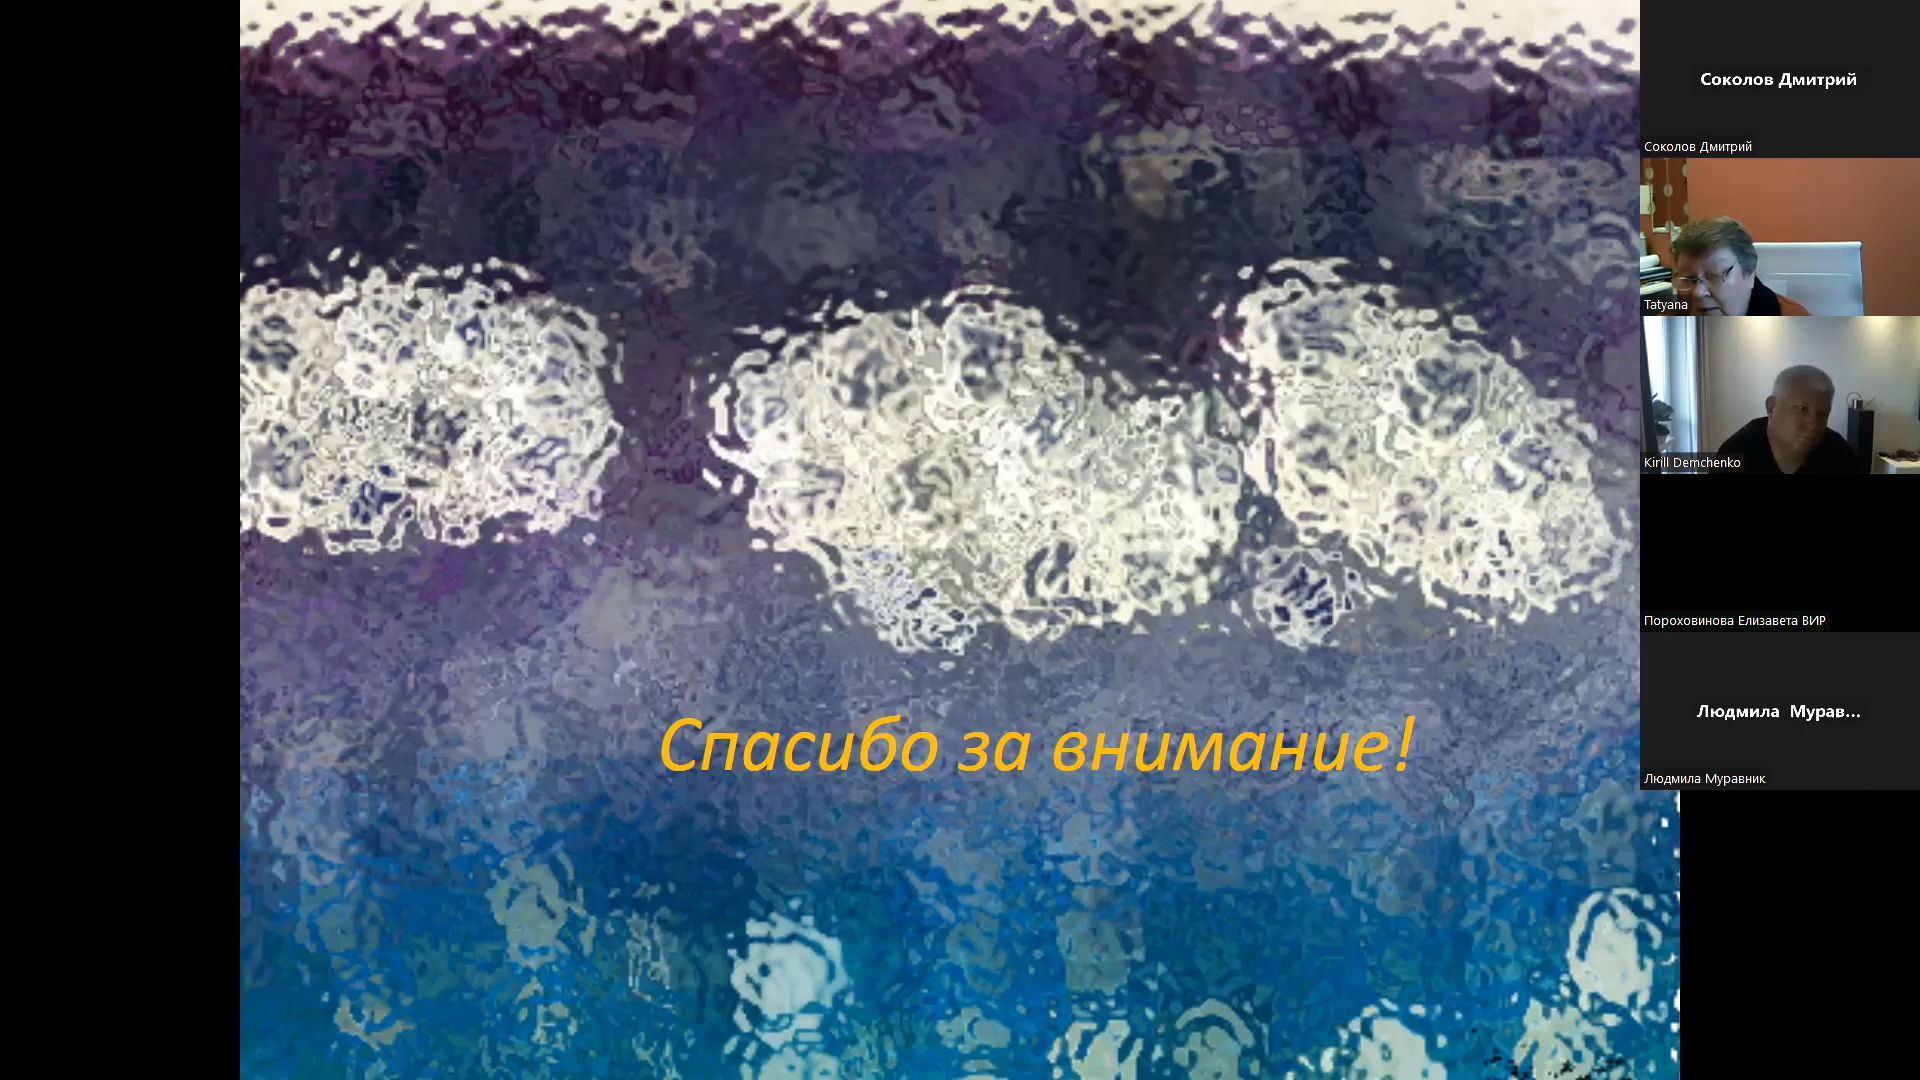 Соколов Дмитрий
Соколов Дмитрий
Tatyana
Kirill Demchenko
Пороховинова Елизавета ВИР
Людмила Мурав...
Людмила Муравник
Спасибо за внимание!